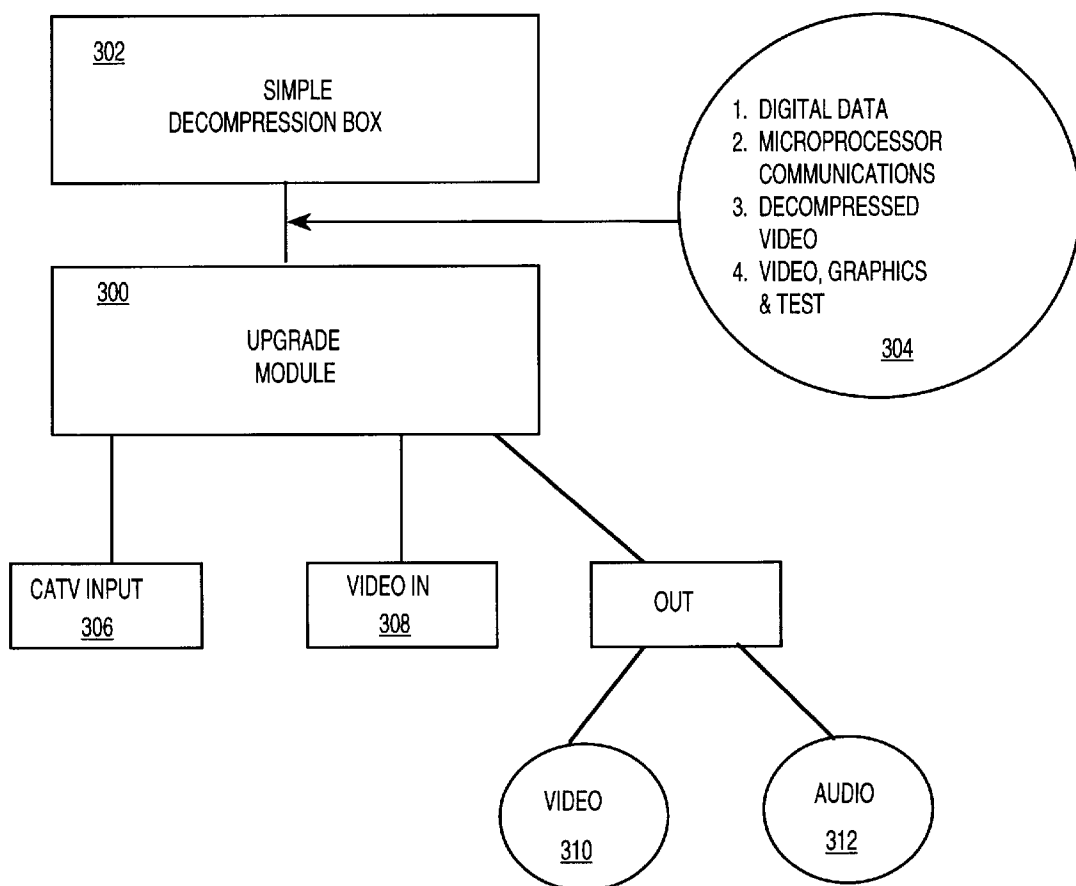 302
SIMPLE
DECOMPRESSION BOX
1. DIGITAL DATA
2. MICROPROCESSOR
COMMUNICATIONS
3. DECOMPRESSED
VIDEO
4. VIDEO, GRAPHICS
& TEST
304
300
UPGRADE
MODULE
CATV INPUT
306
VIDEO IN
308
OUT
VIDEO
310
AUDIO
312